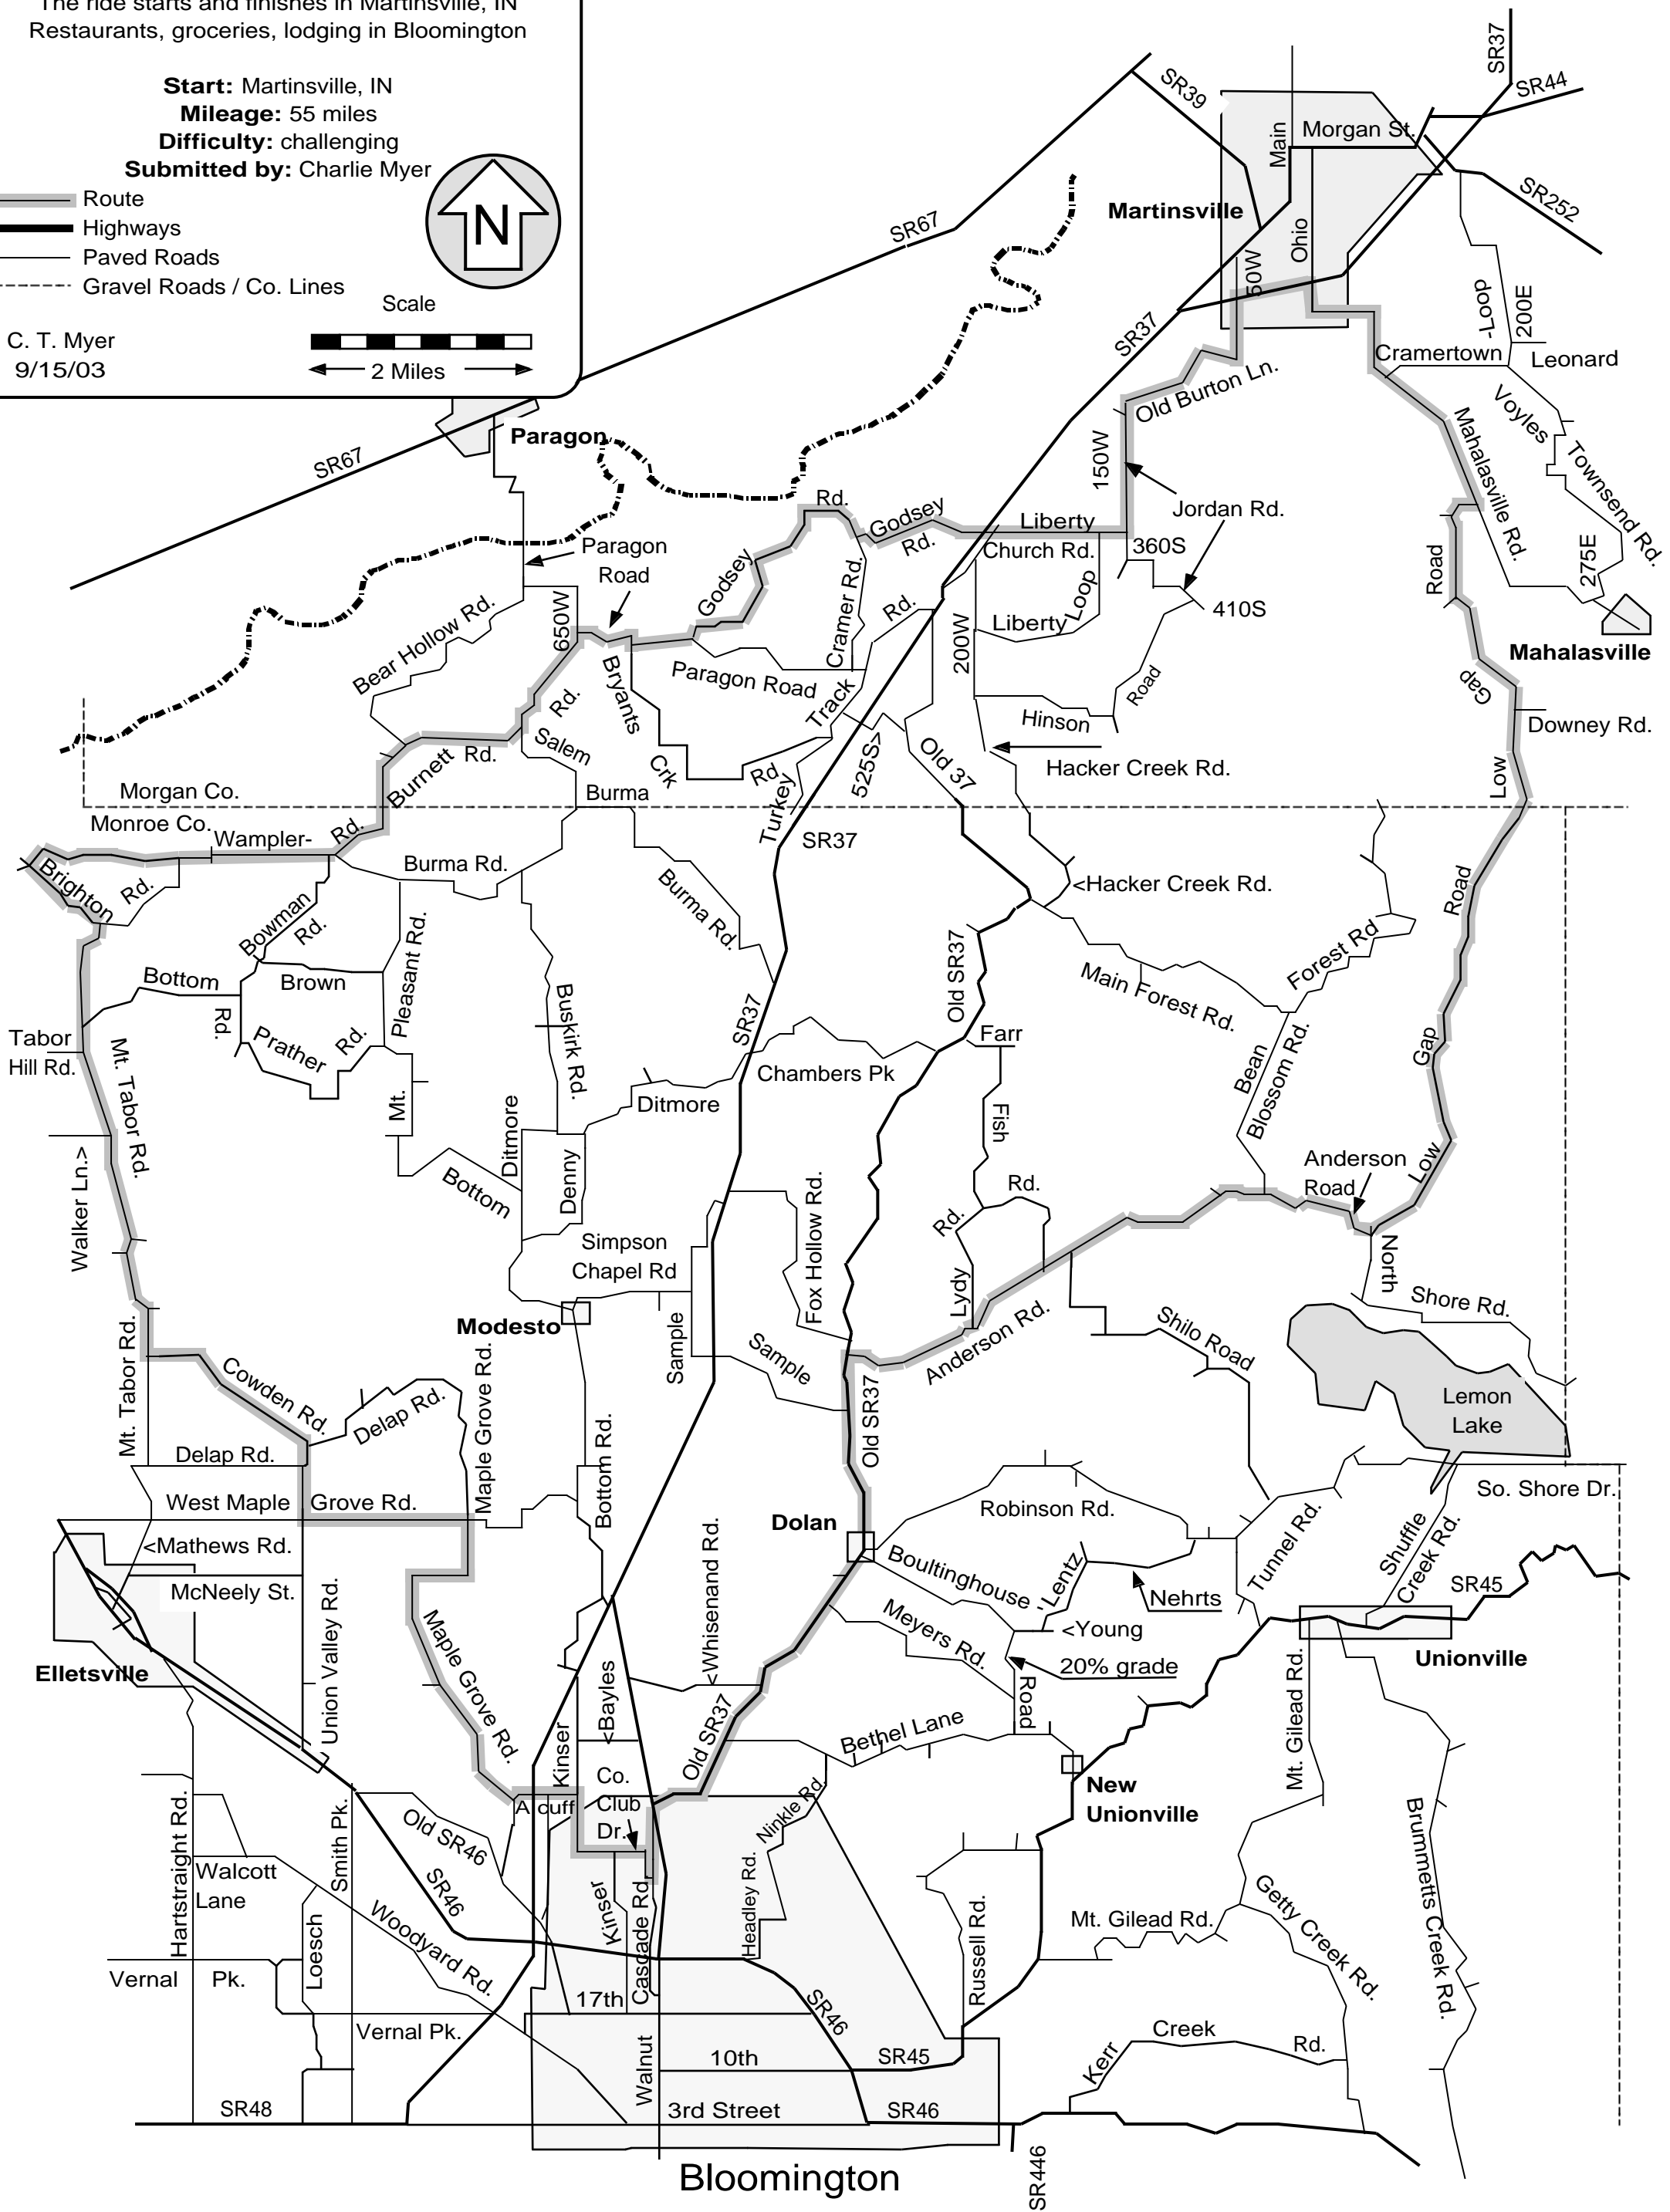 The ride starts and finishes in Martinsville, IN
Restaurants, groceries, lodging in Bloomington
Start: Martinsville, IN
Mileage: 55 miles
Difficulty: challenging
Submitted by: Charlie Myer
Route
Highways
Paved Roads
Gravel Roads / Co. Lines
N
Scale
2 Miles
C. T. Myer
9/15/03
SR37
SR44
SR39
Main
Morgan St.
SR252
Martinsville
SR67
Ohio
50W
-Loop
200E
SR37
Cramertown
Leonard
Old Burton Ln.
Voyles
Paragon
SR67
150W
Mahalasville Rd.
Townsend Rd.
Rd.
Godsey
Rd.
Liberty
Church Rd.
Jordan Rd.
Paragon
Road
360S
275E
Godsey
Cramer Rd.
Rd.
Loop
Liberty
410S
Road
650W
Bear Hollow Rd.
200W
Mahalasville
Bryants
Paragon Road
Track
Road
Gap
Rd.
Hinson
Downey Rd.
Salem
Rd.
Old 37
Crk
Rd.
525S>
Hacker Creek Rd.
Low
Burnett
Morgan Co.
Burma
Monroe Co.
Wampler-
Rd.
Turkey
SR37
Burma Rd.
Brighton
Rd.
<Hacker Creek Rd.
Road
Burma Rd.
Bowman
Rd.
Pleasant Rd.
Old SR37
Forest Rd
Bottom
Brown
Main Forest Rd.
Buskirk Rd.
SR37
Rd.
Tabor
Hill Rd.
Prather
Rd.
Farr
Gap
Mt. Tabor Rd.
Chambers Pk
Bean
Blossom Rd.
Mt.
Ditmore
Ditmore
Fish
Anderson
Road
Low
Walker Ln.>
Bottom
Denny
Rd.
Rd.
Fox Hollow Rd.
Simpson
Chapel Rd
North
Lydy
Shore Rd.
Modesto
Mt. Tabor Rd.
Sample
Sample
Anderson Rd.
Shilo Road
Cowden Rd.
Maple Grove Rd.
Delap Rd.
Lemon
Lake
Old SR37
Bottom Rd.
Delap Rd.
West Maple
Grove Rd.
Robinson Rd.
So. Shore Dr.
Dolan
<Mathews Rd.
Boultinghouse -
Lentz
Tunnel Rd.
Shuffle
Creek Rd.
SR45
McNeely St.
Nehrts
<Whisenand Rd.
Meyers Rd.
<Young
Union Valley Rd.
Maple Grove Rd.
Elletsville
20% grade
Unionville
<Bayles
Road
Mt. Gilead Rd.
Old SR37
Kinser
Bethel Lane
Co.
Club
Dr.
Acuff
New
Unionville
Ninkle Rd.
Hartstraight Rd.
Smith Pk.
Old SR46
Brummetts Creek Rd.
Walcott
Lane
SR46
Kinser
Cascade Rd.
Headley Rd.
Getty Creek Rd.
Woodyard Rd.
Russell Rd.
Mt. Gilead Rd.
Loesch
Vernal
Pk.
17th
SR46
Vernal Pk.
Creek
Rd.
Walnut
10th
SR45
Kerr
SR48
3rd Street
SR46
SR446
Bloomington